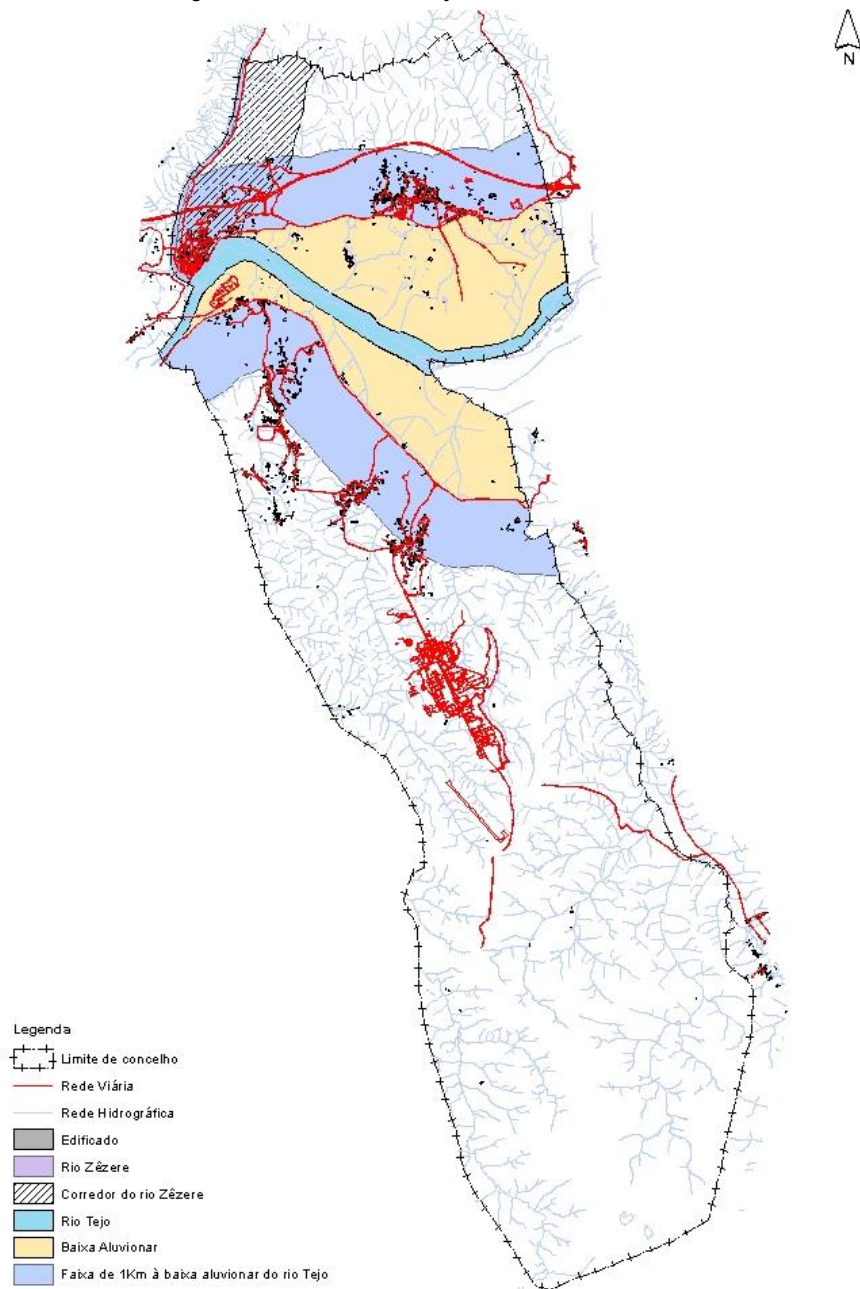 N
Legenda
Limite de concelho
Rede Viária
Rede Hidrográfica
Edificado
Rio Zêzere
Corredor do rio Zêzere
Rio Tejo
Baixa Aluvionar
Faixa de 1Km à baixa aluvionar do rio Tejo